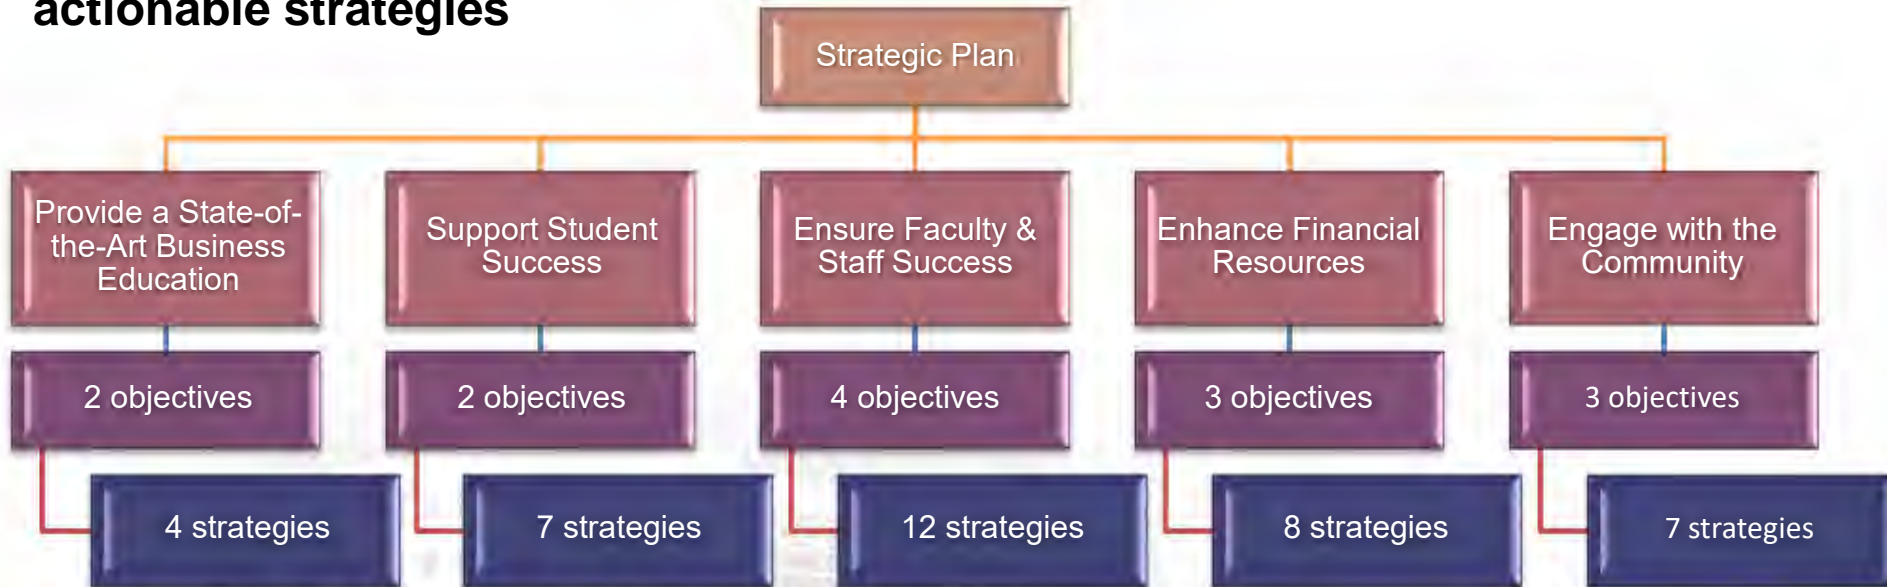 actionable strategies
Strategic Plan
Provide a State-of-
the-Art Business
Education
Support Student
Success
Ensure Faculty &
Staff Success
Enhance Financial
Resources
Engage with the
Community
2 objectives
2 objectives
4 objectives
3 objectives
3 objectives
4 strategies
7 strategies
12 strategies
8 strategies
7 strategies